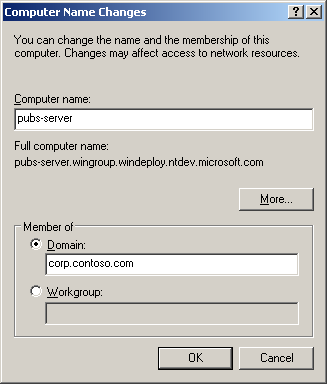 Computer Name Changes
You can change the name and the membership of this
computer. Changes may affect access to network resources.
Computer name:
pubs-server
Full computer name:
pubs-server.wingroup.windeploy.ntdev.microsoft.com
More...
Member of
Domain:
corp.contoso.com
Workgroup:
OK Cancel